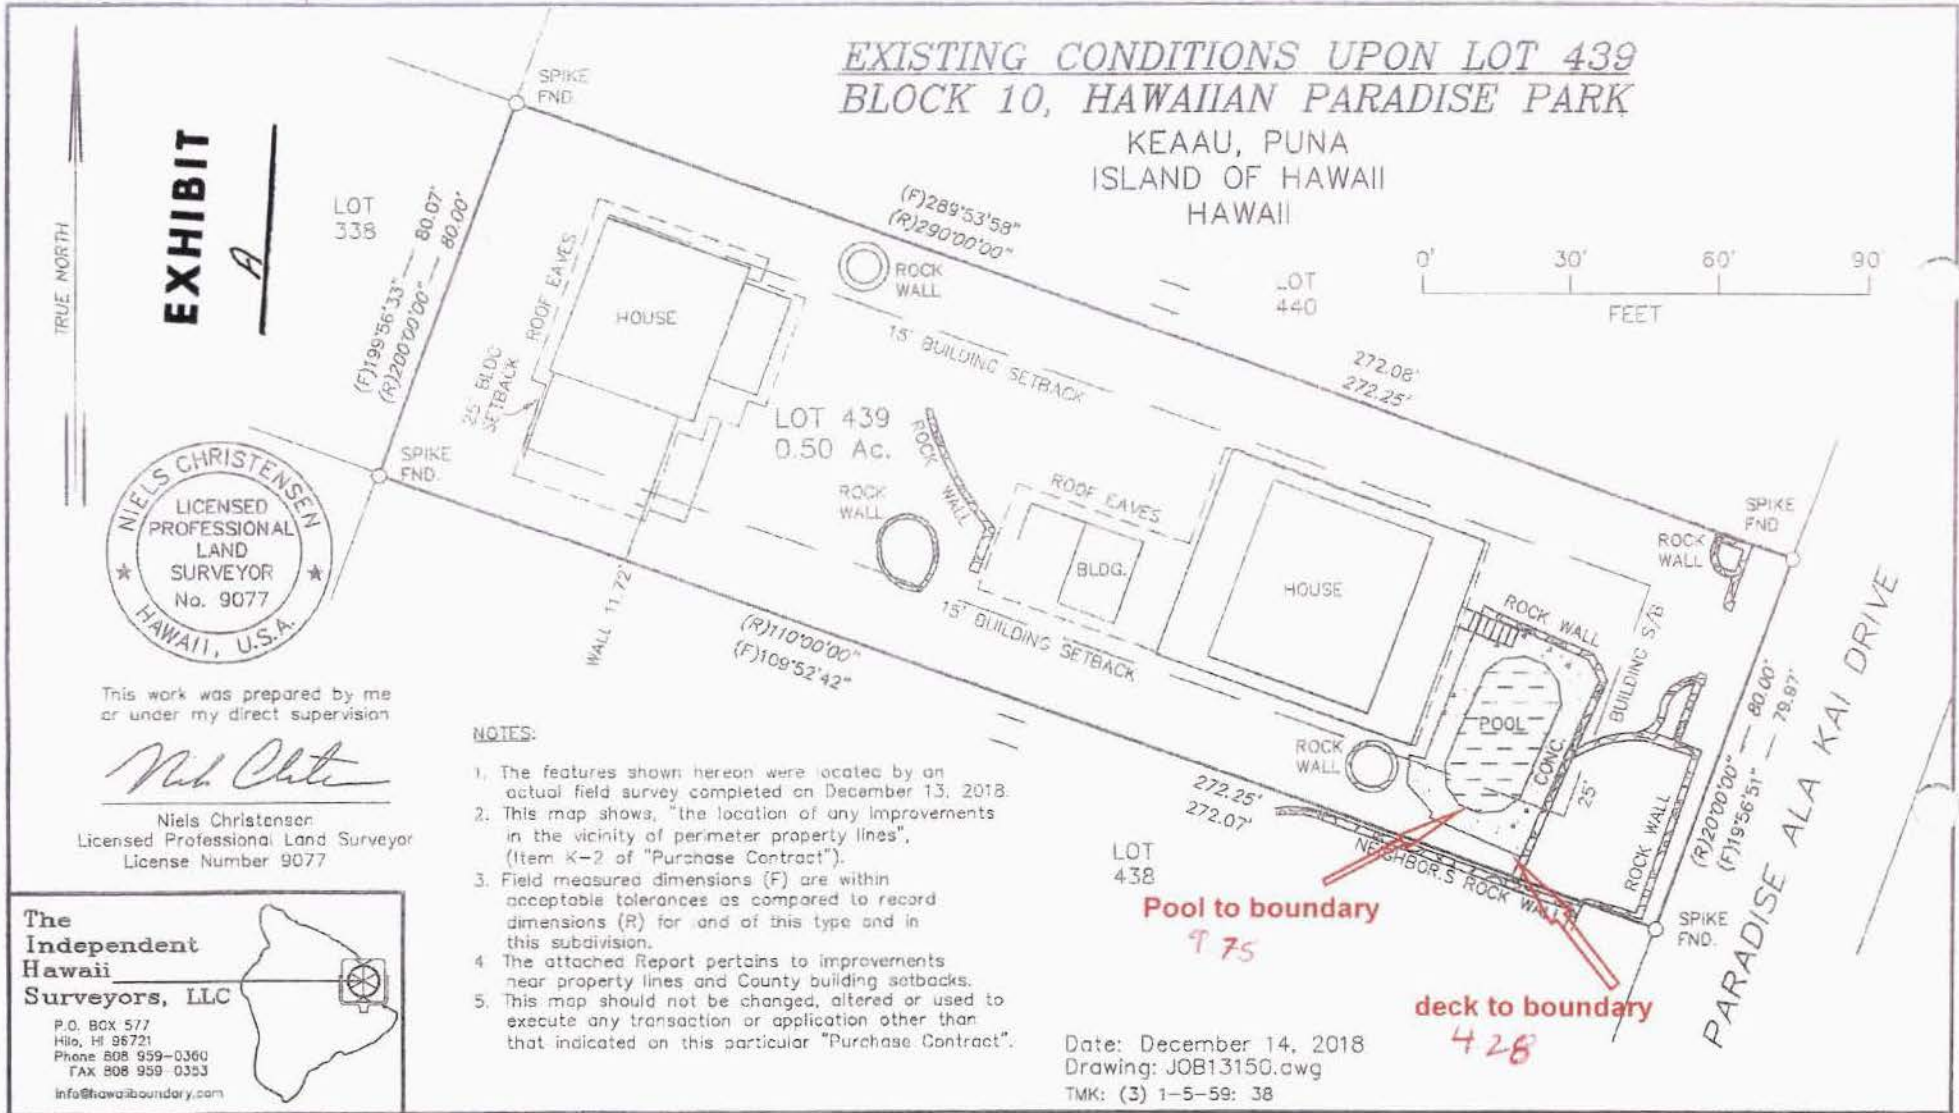 EXISTING CONDITIONS UPON LOT 439
BLOCK 10, HAWAIIAN PARADISE PARK
KEAAU, PUNA
ISLAND OF HAWAII
HAWAII
TRUE NORTH
EXHIBIT
A
LOT
338
SPIKE
FND.
(F)199°56'33" 80.07'
(R)200°00'00" 80.00'
(F)289°53'58"
(R)290°00'00"
LOT
440
0' 30' 60' 90'
FEET
ROOF EAVES
HOUSE
25' BLDG
SETBACK
ROCK
WALL
15' BUILDING SETBACK
272.08'
272.25'
LOT 439
0.50 Ac.
ROCK
WALL
ROCK
WALL
ROOF EAVES
BLDG.
HOUSE
SPIKE
FND
ROCK
WALL
SPIKE
FND.
WALL 11.72'
(R)110°00'00"
(F)109°52'42"
15' BUILDING SETBACK
ROCK WALL
BUILDING S/B
POOL
CONC.
25'
ROCK
WALL
272.25'
272.07'
NEIGHBOR.S ROCK WALL
ROCK WALL
(R)20°00'00" 80.00'
(F)19°56'51" 79.97'
PARADISE ALA KAI DRIVE
LOT
438
SPIKE
FND.
Pool to boundary
9 75
deck to boundary
4 28
NIELS CHRISTENSEN
LICENSED
PROFESSIONAL
LAND
SURVEYOR
No. 9077
HAWAII, U.S.A.
This work was prepared by me
or under my direct supervision
Niels Christensen
Licensed Professional Land Surveyor
License Number 9077
NOTES:
1. The features shown hereon were located by an
actual field survey completed on December 13, 2018.
2. This map shows, "the location of any improvements
in the vicinity of perimeter property lines",
(Item K-2 of "Purchase Contract").
3. Field measured dimensions (F) are within
acceptable tolerances as compared to record
dimensions (R) for land of this type and in
this subdivision.
4 The attached Report pertains to improvements
near property lines and County building setbacks.
5. This map should not be changed, altered or used to
execute any transaction or application other than
that indicated on this particular "Purchase Contract".
The
Independent
Hawaii
Surveyors, LLC
P.O. BOX 577
Hilo, HI 96721
Phone 808 959-0360
FAX 808 959-0353
info@hawaiiboundary.com
Date: December 14, 2018
Drawing: JOB13150.dwg
TMK: (3) 1-5-59: 38